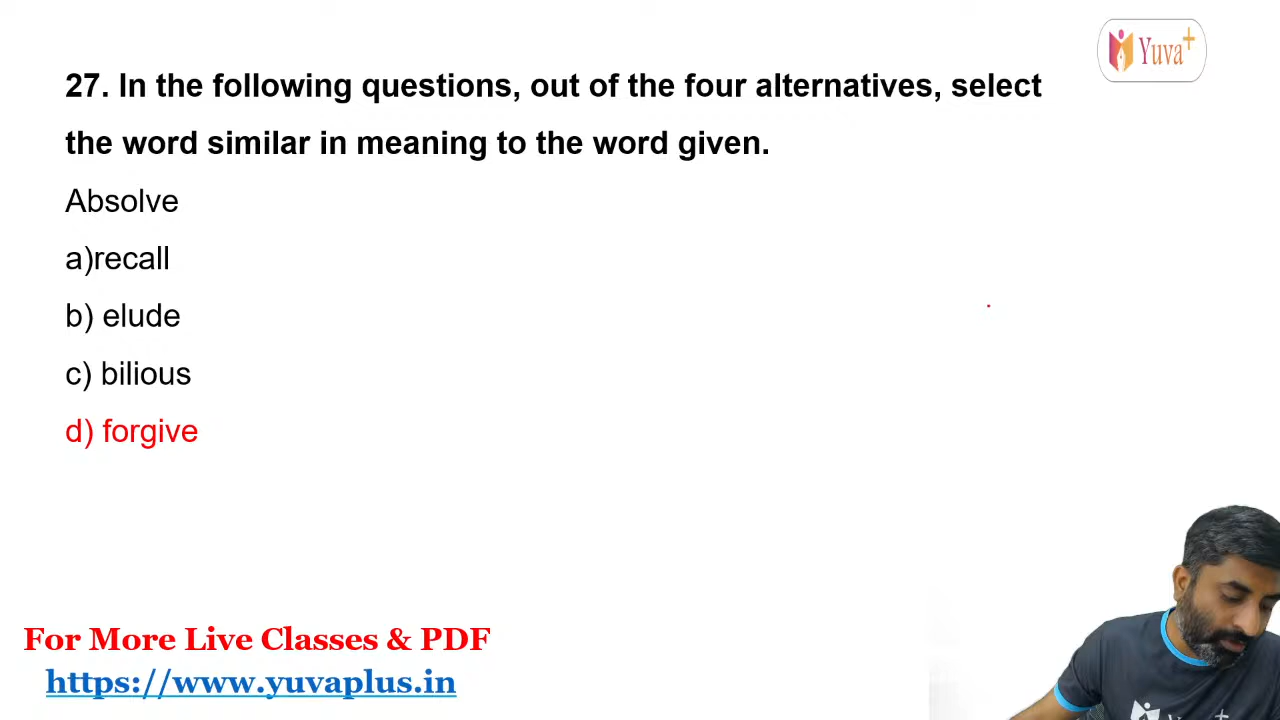 Yuva+
27. In the following questions, out of the four alternatives, select
the word similar in meaning to the word given.
Absolve
a)recall
b) elude
c) bilious
d) forgive
For More Live Classes & PDF
https://www.yuvaplus.in
Yuva+